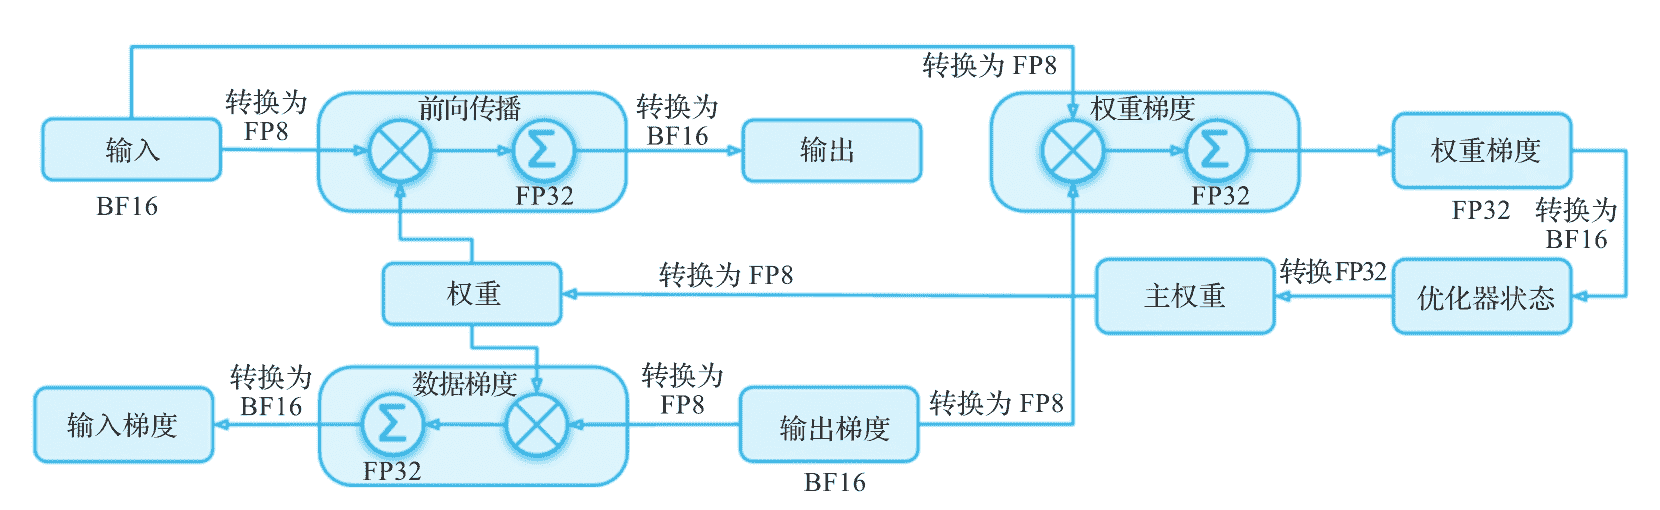 转换为 FP8
转换为
FP8
前向传播
转换为
BF16
权重梯度
输入
Σ
输出
Σ
权重梯度
BF16
FP32
FP32
FP32
转换为
BF16
权重
转换为 FP8
主权重
转换FP32
优化器状态
转换为
BF16
数据梯度
转换为
FP8
转换为 FP8
输入梯度
Σ
输出梯度
FP32
BF16